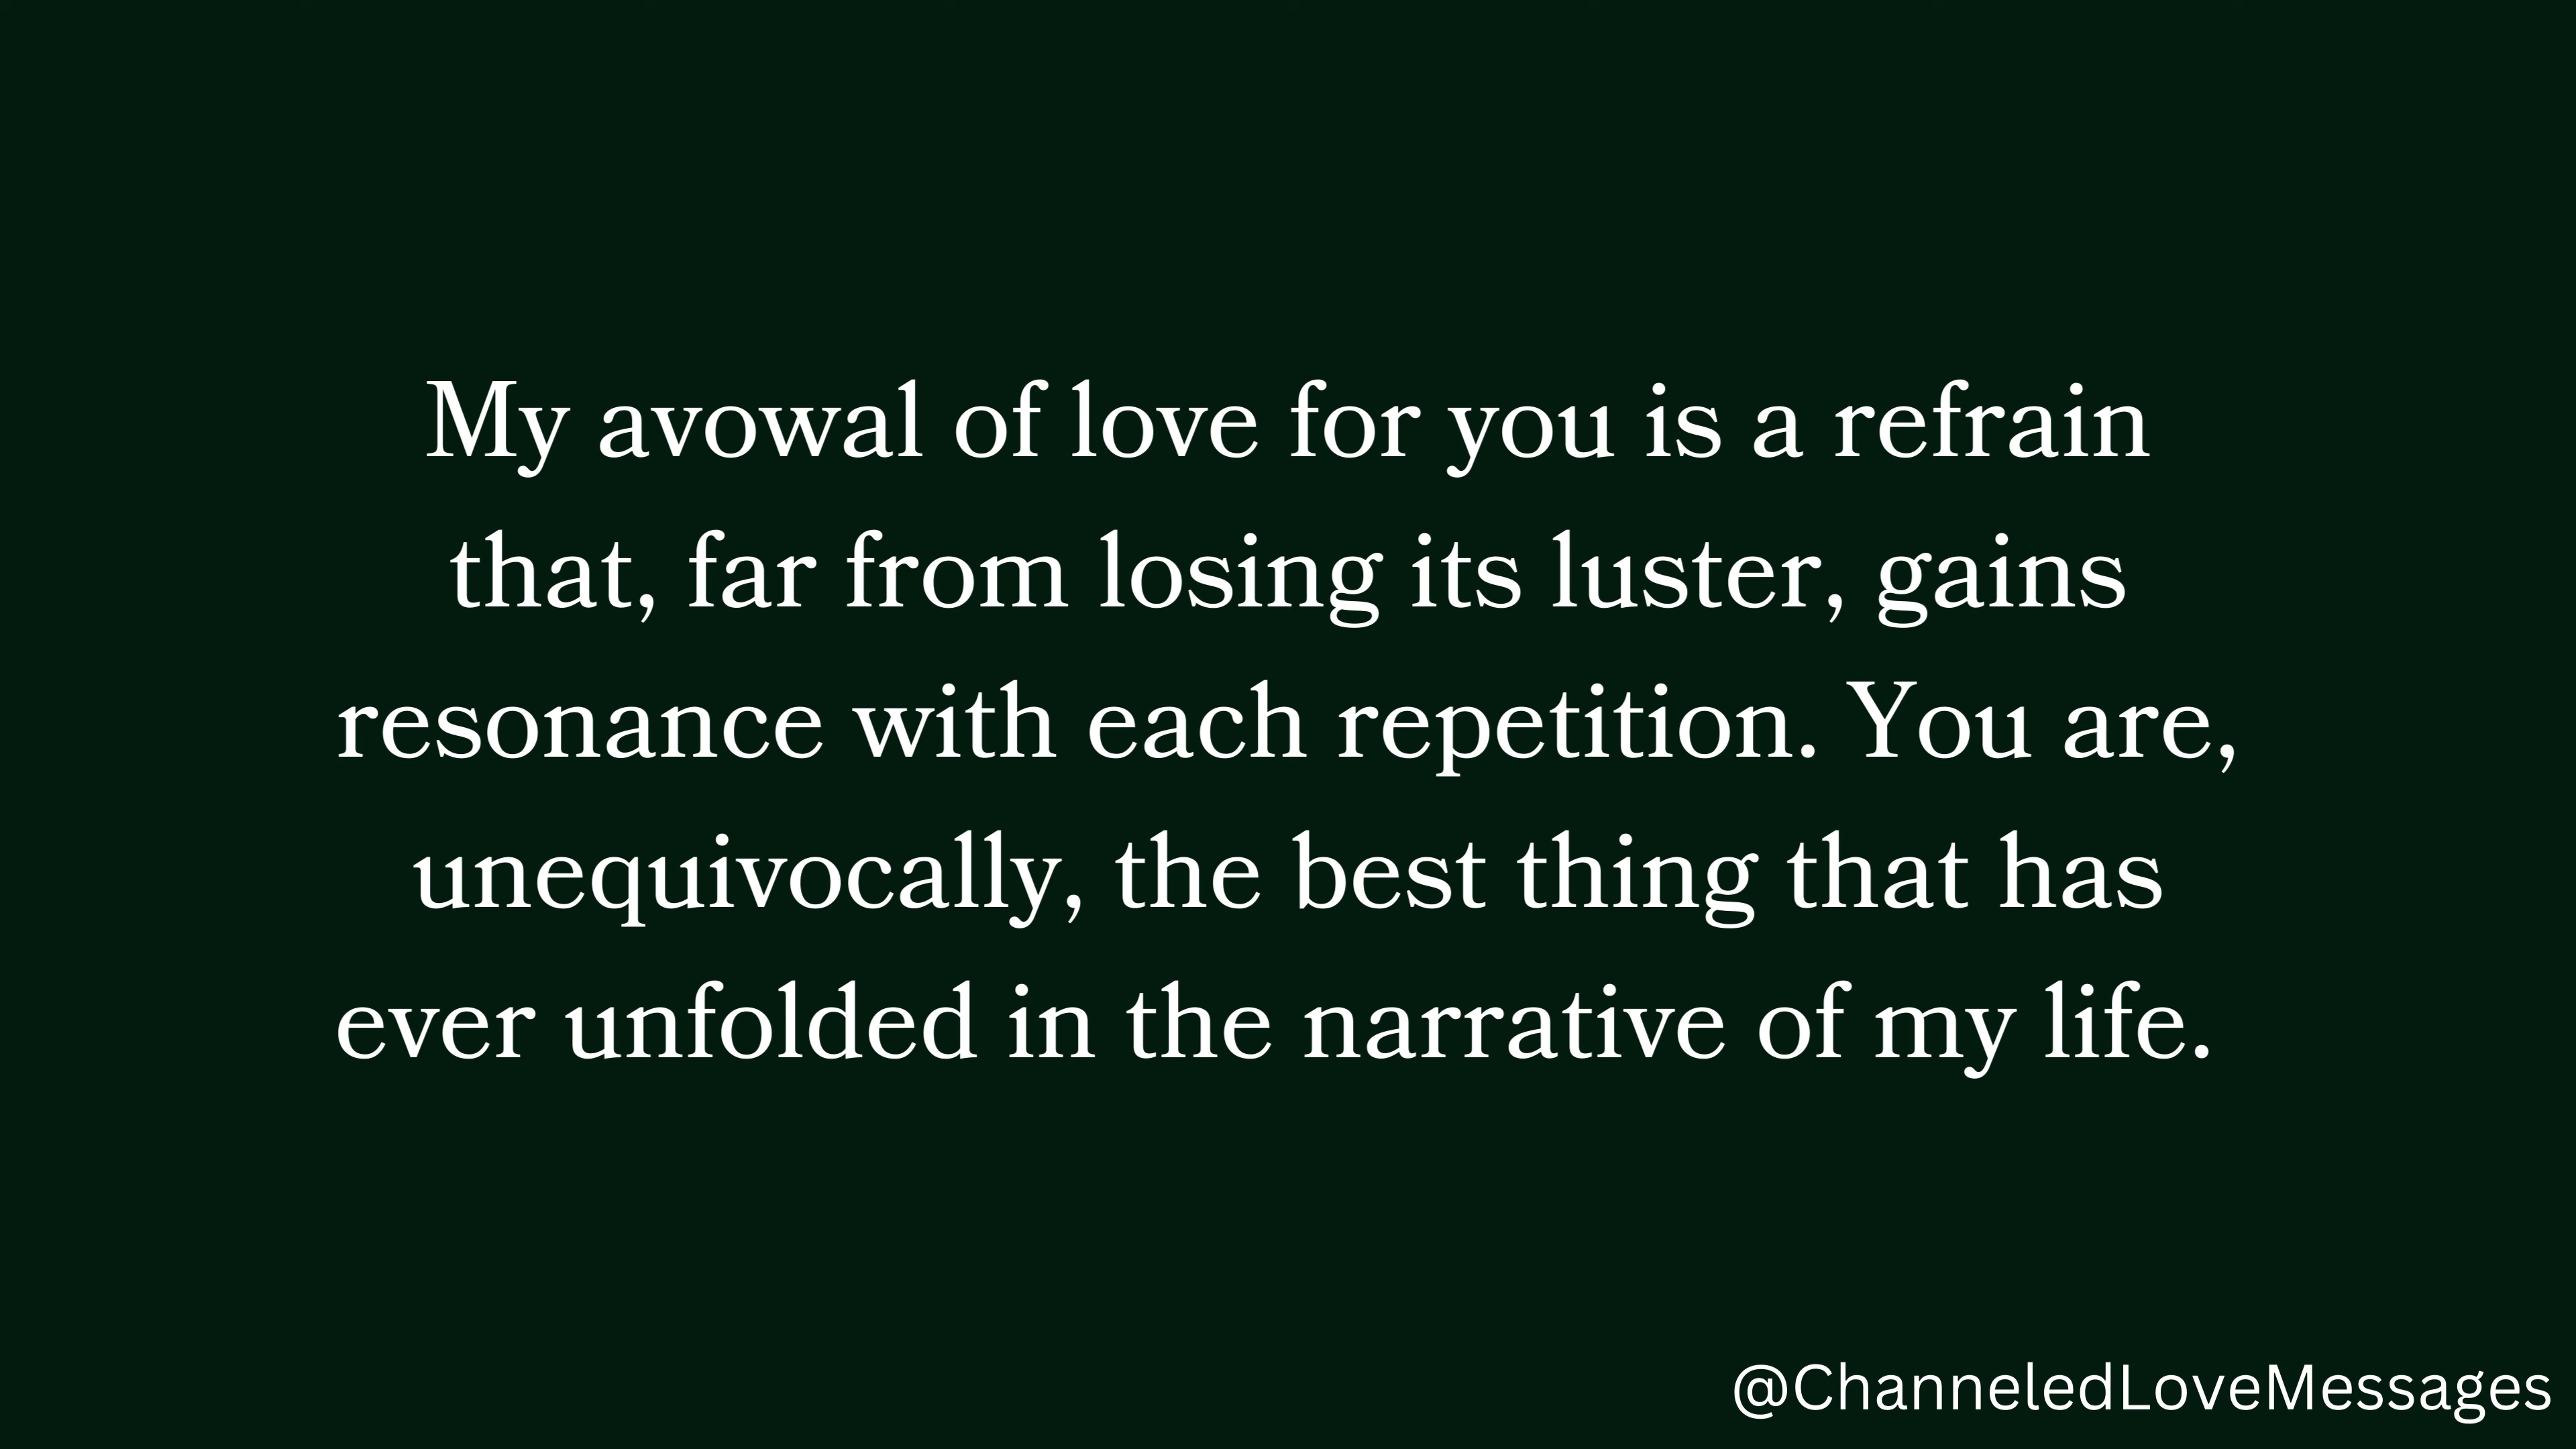 My avowal of love for you is a refrain
that, far from losing its luster, gains
resonance with each repetition. You are,
unequivocally, the best thing that has
ever unfolded in the narrative of my life.
@ChanneledLoveMessages